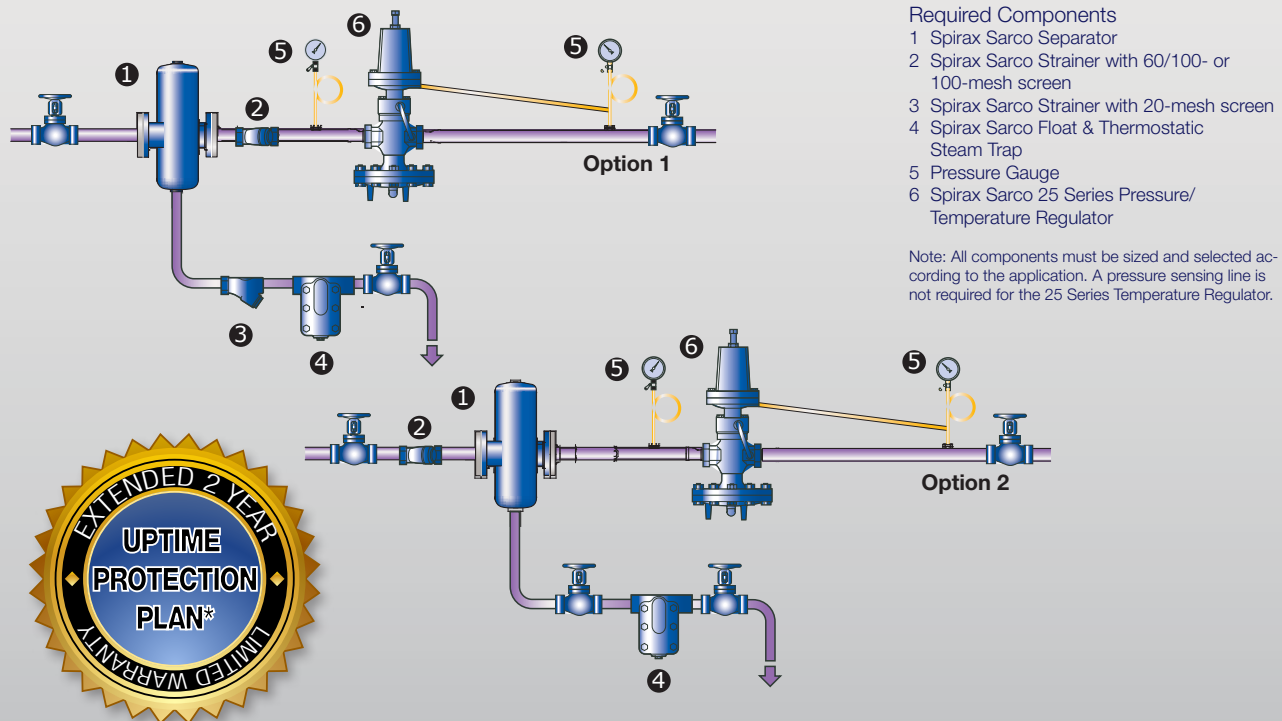 Required Components
1 Spirax Sarco Separator
2 Spirax Sarco Strainer with 60/100- or
100-mesh screen
3 Spirax Sarco Strainer with 20-mesh screen
4 Spirax Sarco Float & Thermostatic
Steam Trap
5 Pressure Gauge
6 Spirax Sarco 25 Series Pressure/
Temperature Regulator
Note: All components must be sized and selected ac-
cording to the application. A pressure sensing line is
not required for the 25 Series Temperature Regulator.
6
5
5
1
2
Option 1
3
4
6
5
5
1
2
Option 2
4
EXTENDED 2 YEAR
UPTIME
PROTECTION
PLAN*
LIMITED WARRANTY